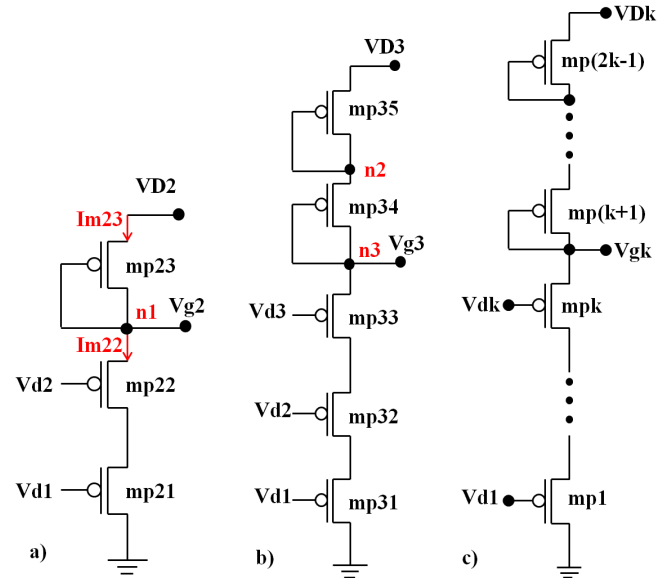 VD2
Im23
mp23
n1
Vg2
Im22
Vd2
mp22
Vd1
mp21
a)
VD3
mp35
n2
mp34
n3
Vg3
Vd3
mp33
Vd2
mp32
Vd1
mp31
b)
VDk
mp(2k-1)
mp(k+1)
Vgk
Vdk
mpk
Vd1
mp1
c)